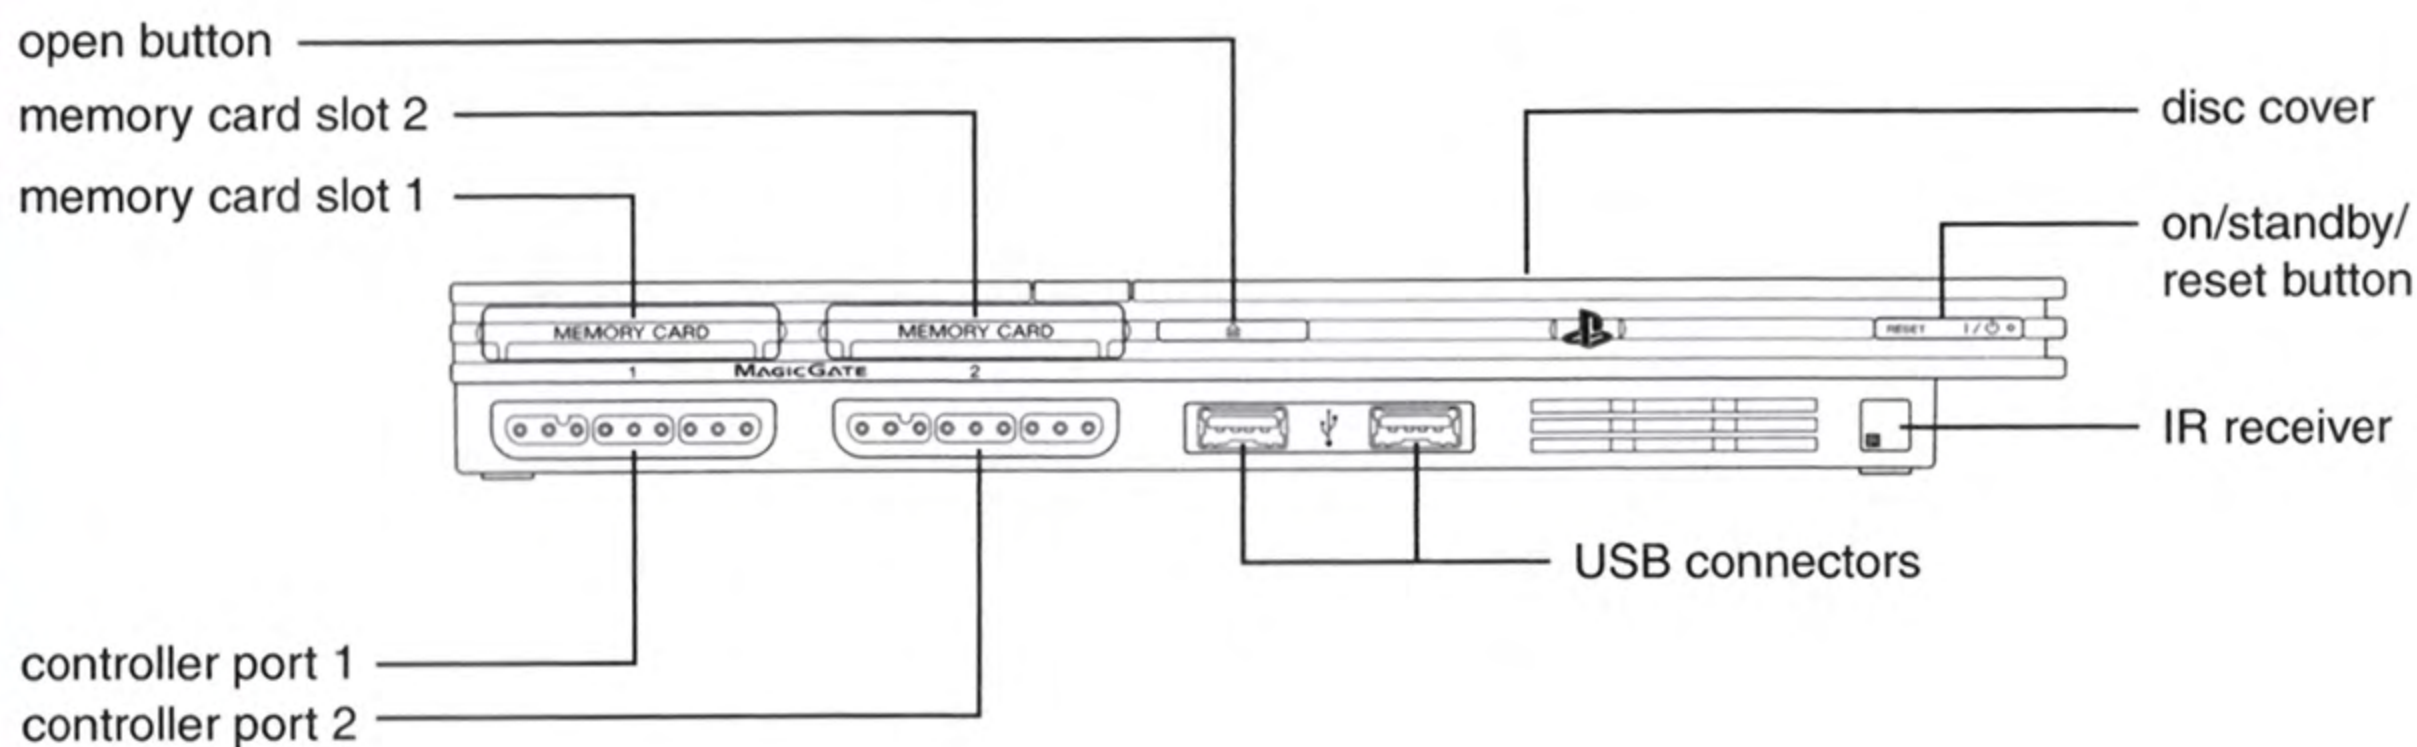 open button
memory card slot 2
memory card slot 1
disc cover
on/standby/
reset button
MEMORY CARD
MEMORY CARD
RESET
1
MAGICGATE
2
IR receiver
USB connectors
controller port 1
controller port 2